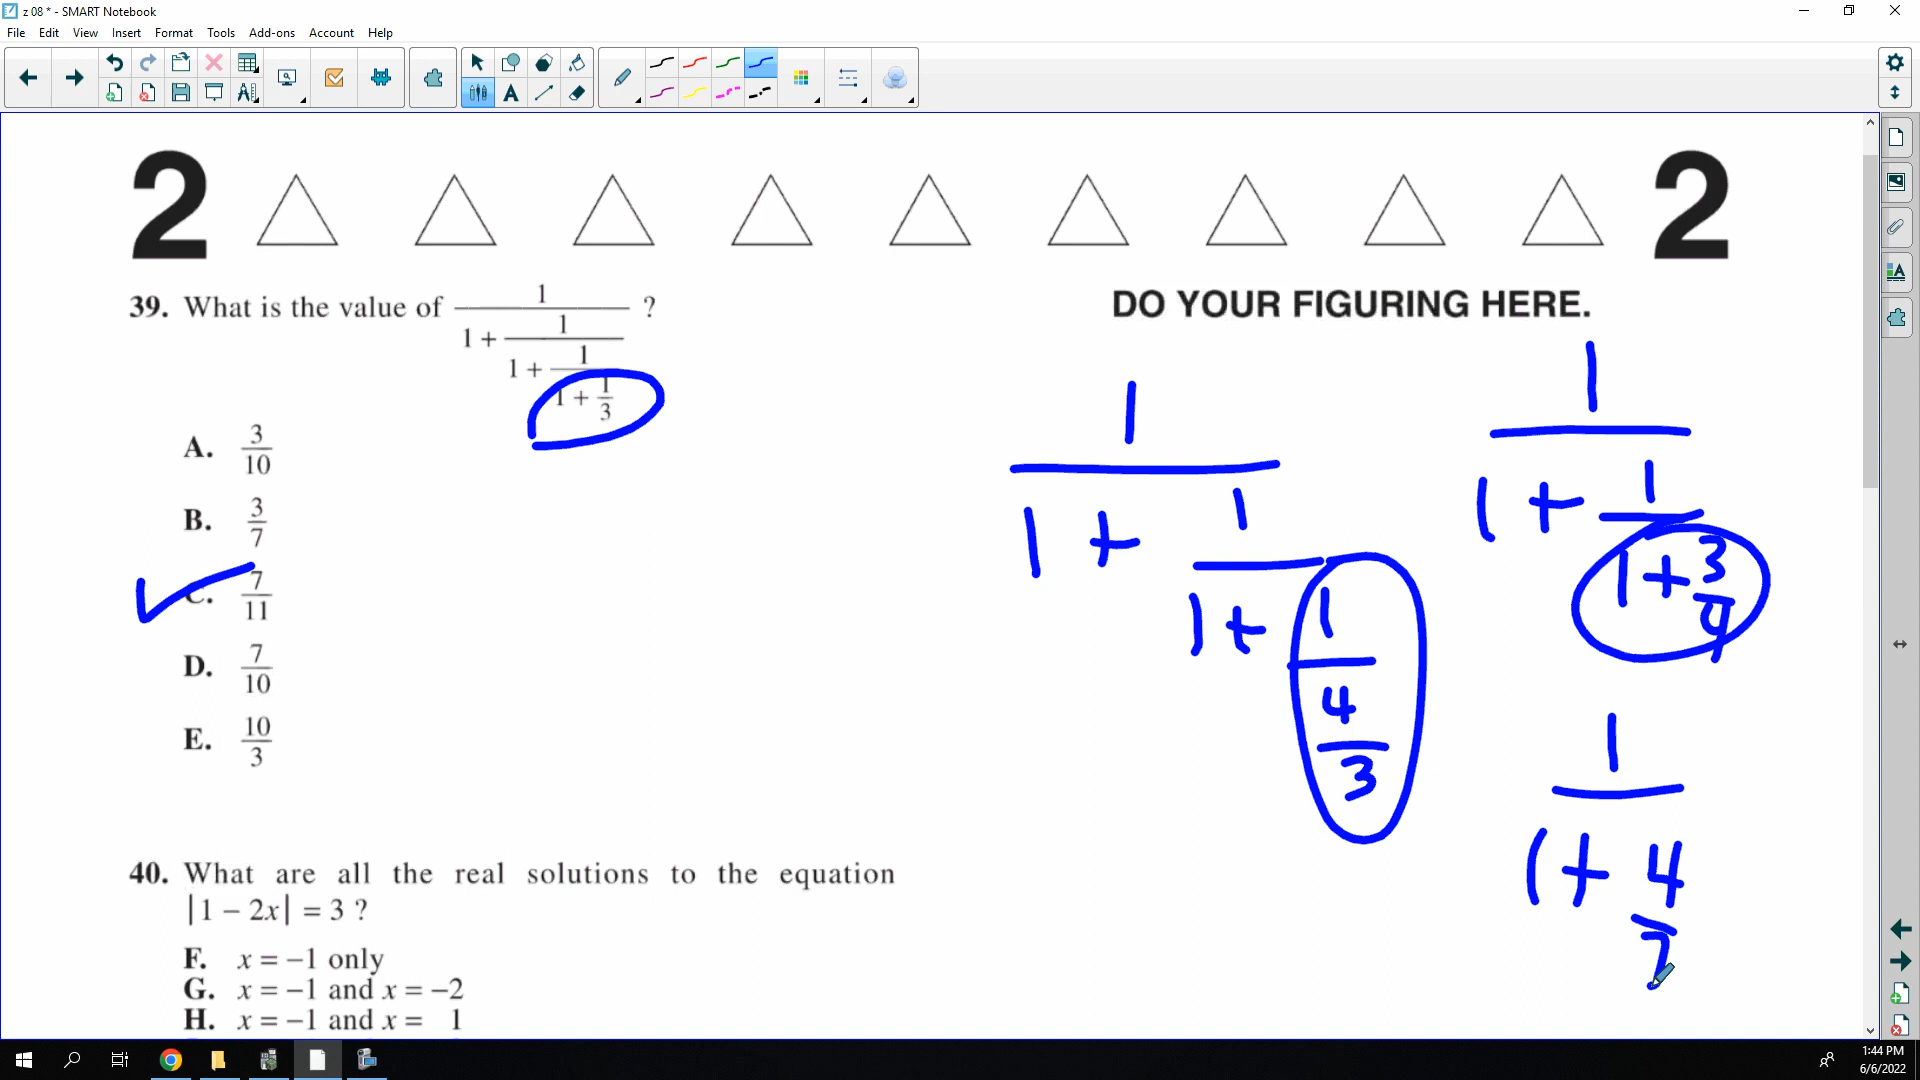 z 08 * - SMART Notebook
File Edit View Insert Format Tools Add-ons Account Help
2 2
39. What is the value of 1/(1 + 1/(1 + 1/(1 + 1/3))) ?
DO YOUR FIGURING HERE.
A. 3/10
B. 3/7
C. 7/11
D. 7/10
E. 10/3
1/(1 + 1/(1 + 1/(4/3)))
1/(1 + 1/(1 + 3/4))
1/(1 + 4/7)
40. What are all the real solutions to the equation
|1 − 2x| = 3 ?
F. x = −1 only
G. x = −1 and x = −2
H. x = −1 and x = 1
1:44 PM
6/6/2022